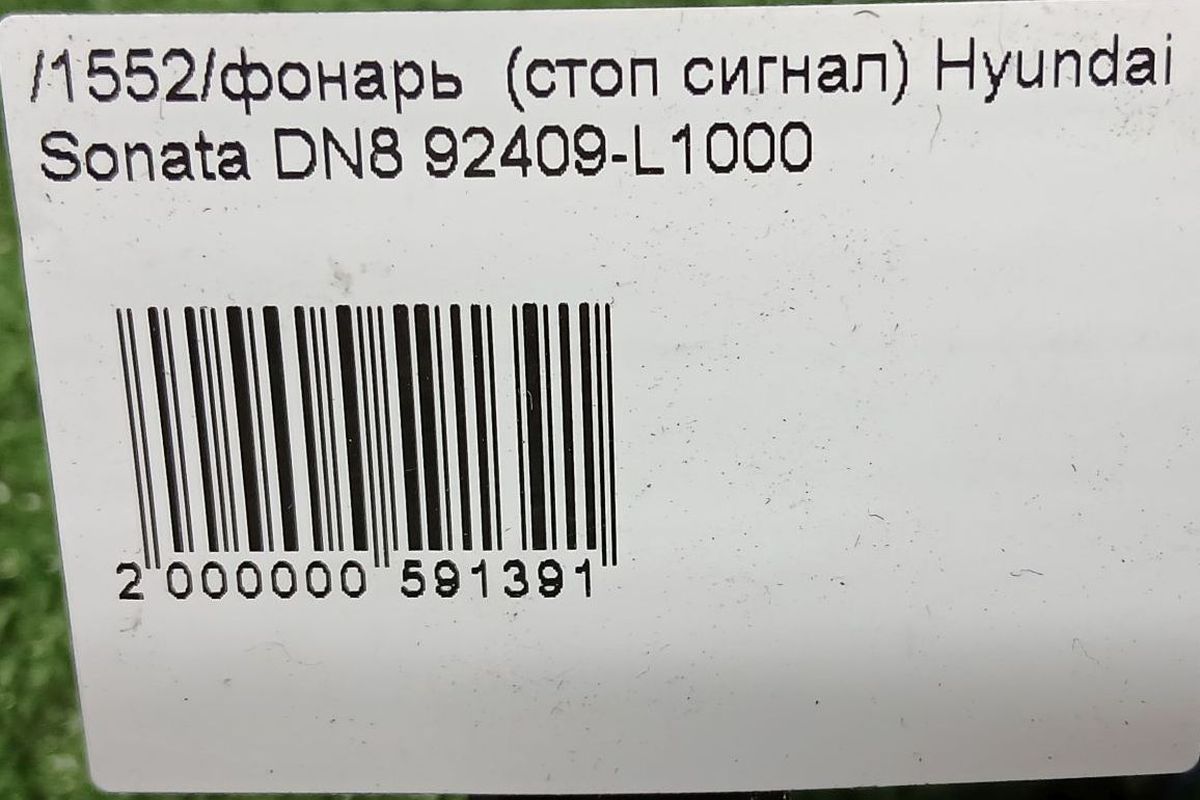 /1552/фонарь (стоп сигнал) Hyundai
Sonata DN8 92409-L1000
2 000000 591391